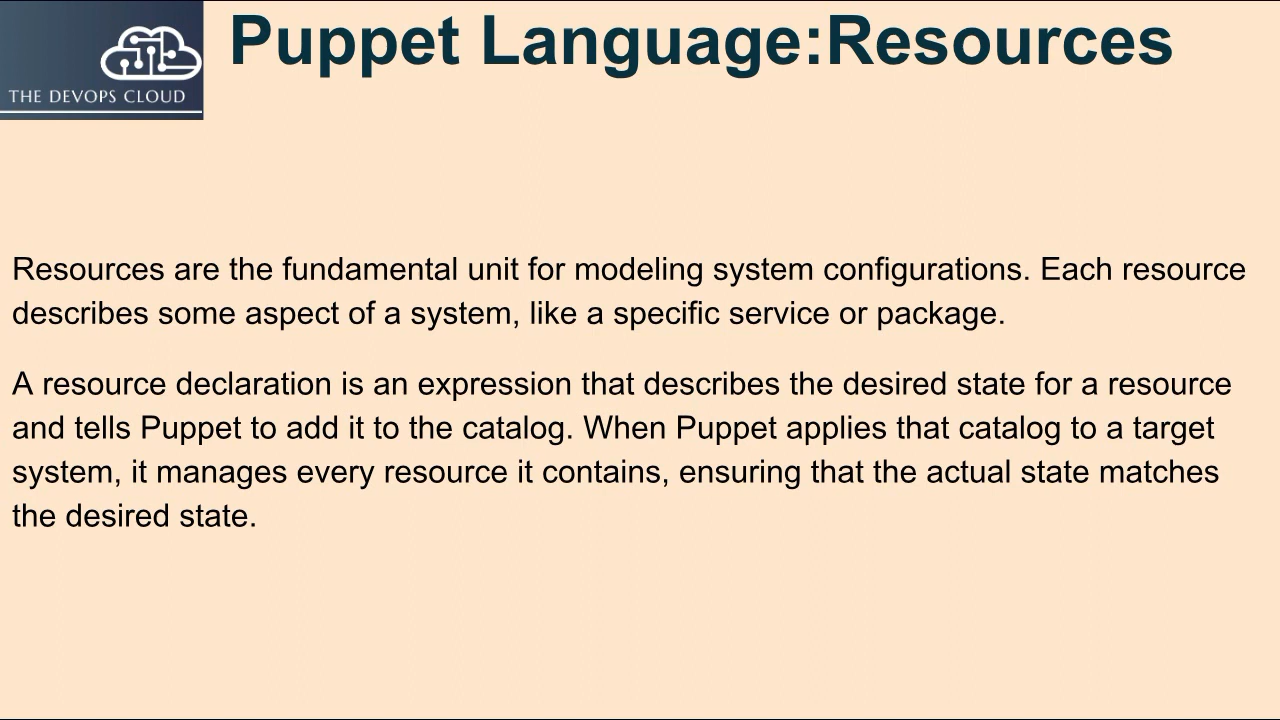 Puppet Language:Resources
THE DEVOPS CLOUD
Resources are the fundamental unit for modeling system configurations. Each resource
describes some aspect of a system, like a specific service or package.
A resource declaration is an expression that describes the desired state for a resource
and tells Puppet to add it to the catalog. When Puppet applies that catalog to a target
system, it manages every resource it contains, ensuring that the actual state matches
the desired state.